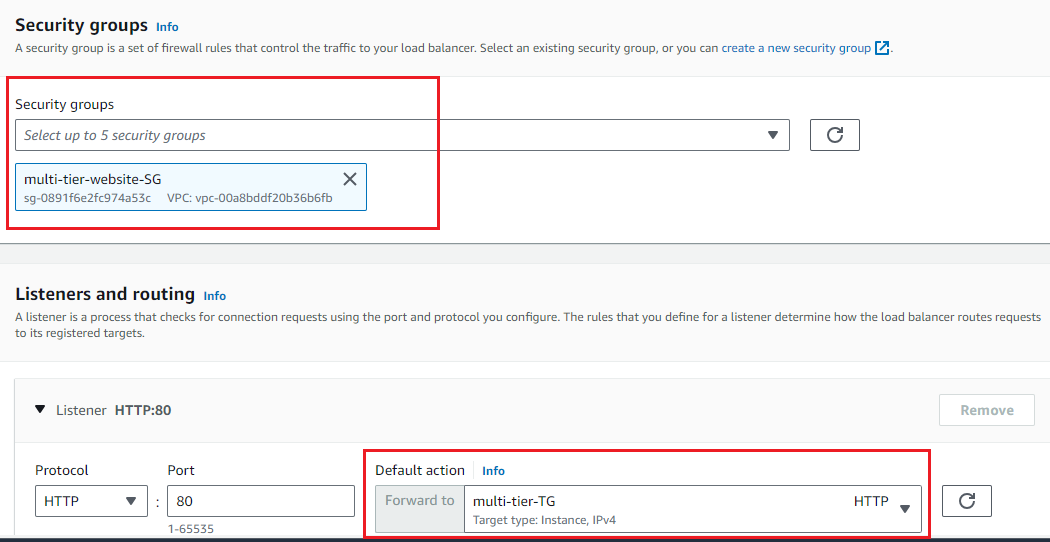 Security groups Info
A security group is a set of firewall rules that control the traffic to your load balancer. Select an existing security group, or you can create a new security group.
Security groups
Select up to 5 security groups
multi-tier-website-SG
sg-0891f6e2fc974a53c VPC: vpc-00a8bddf20b36b6fb
Listeners and routing Info
A listener is a process that checks for connection requests using the port and protocol you configure. The rules that you define for a listener determine how the load balancer routes requests
to its registered targets.
Listener HTTP:80
Remove
Protocol Port Default action Info
HTTP : 80 Forward to multi-tier-TG HTTP
Target type: Instance, IPv4
1-65535